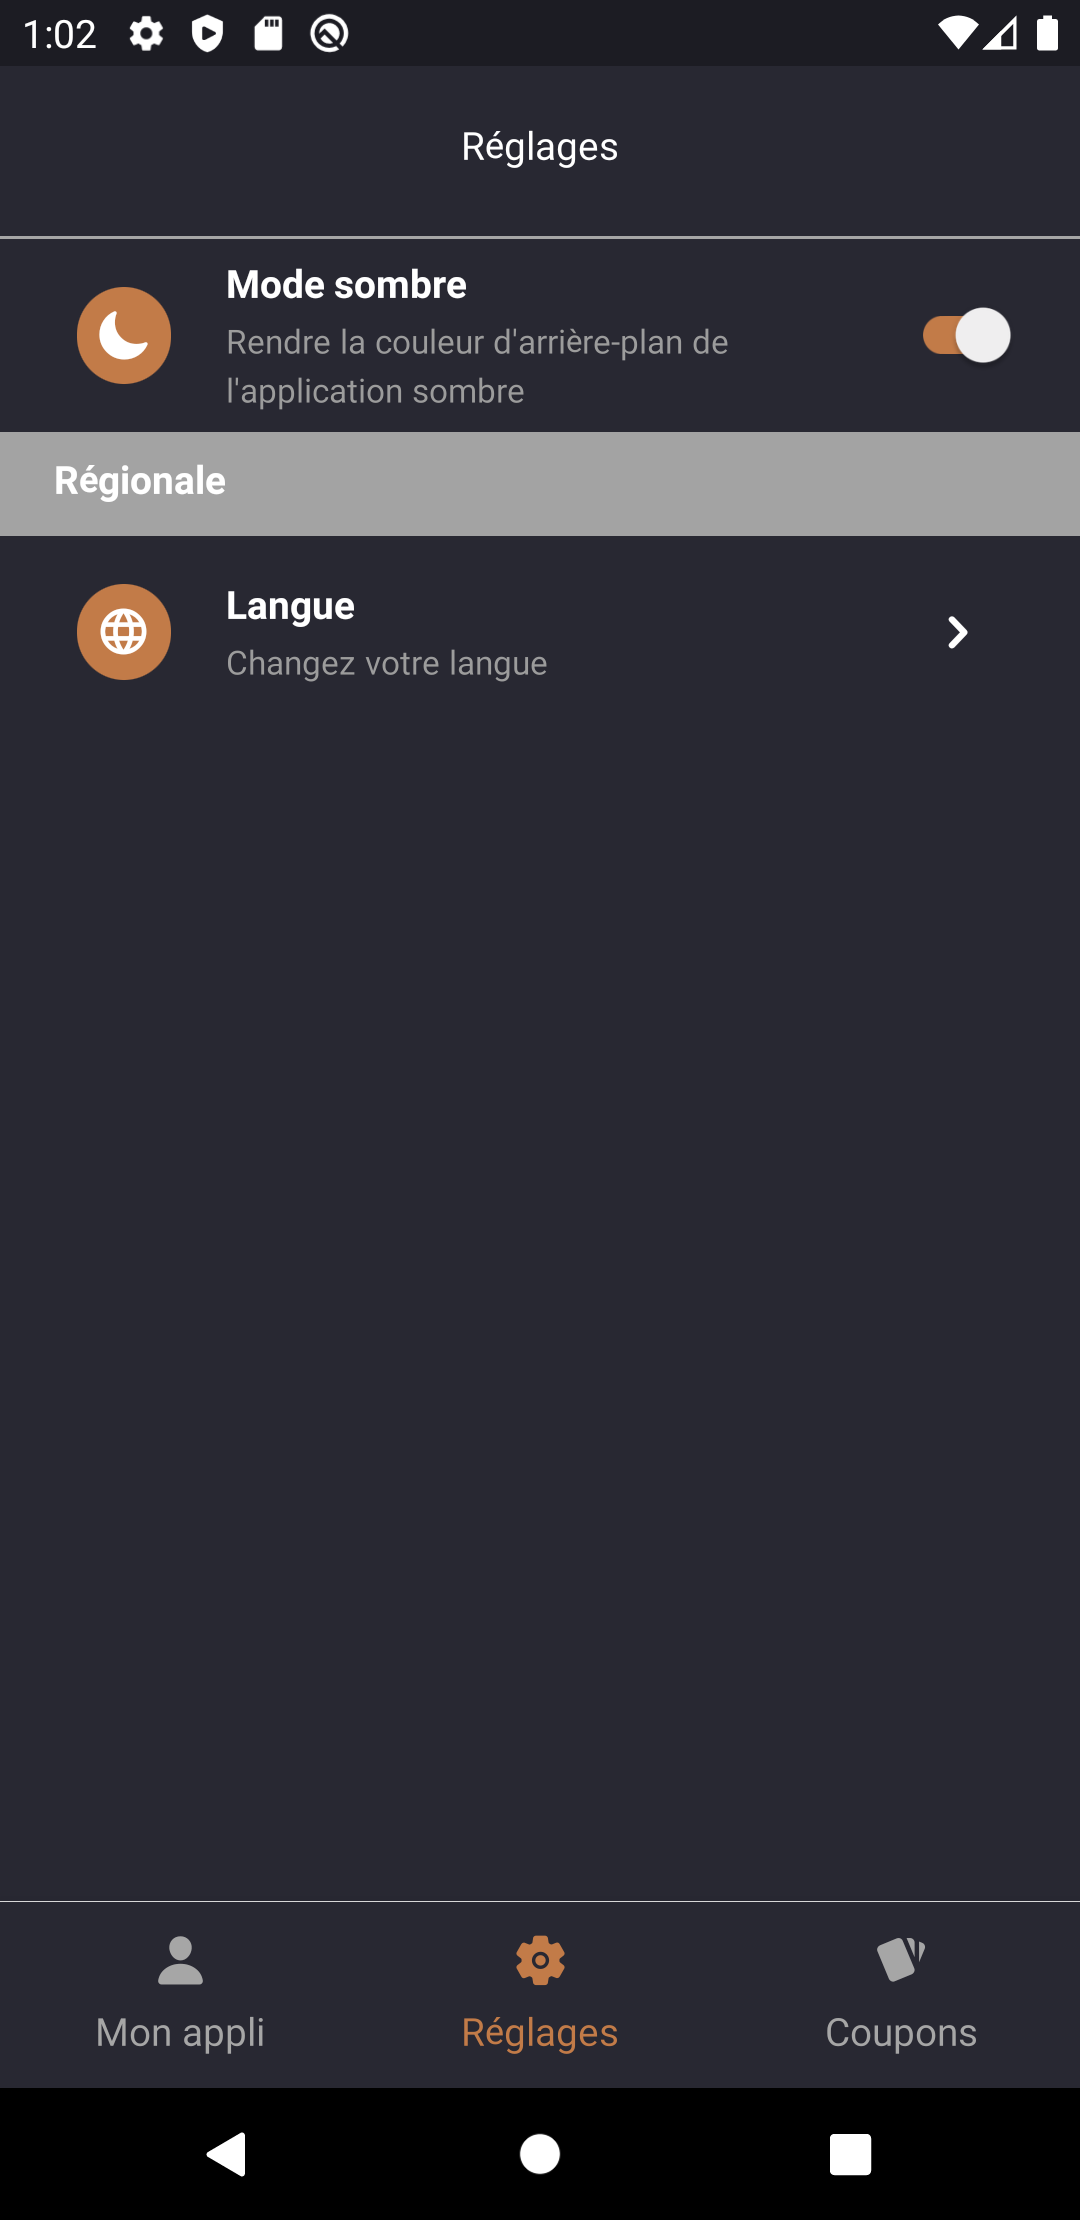 1:02
Réglages
Mode sombre
Rendre la couleur d'arrière-plan de
l'application sombre
Régionale
Langue
Changez votre langue
Mon appli
Réglages
Coupons